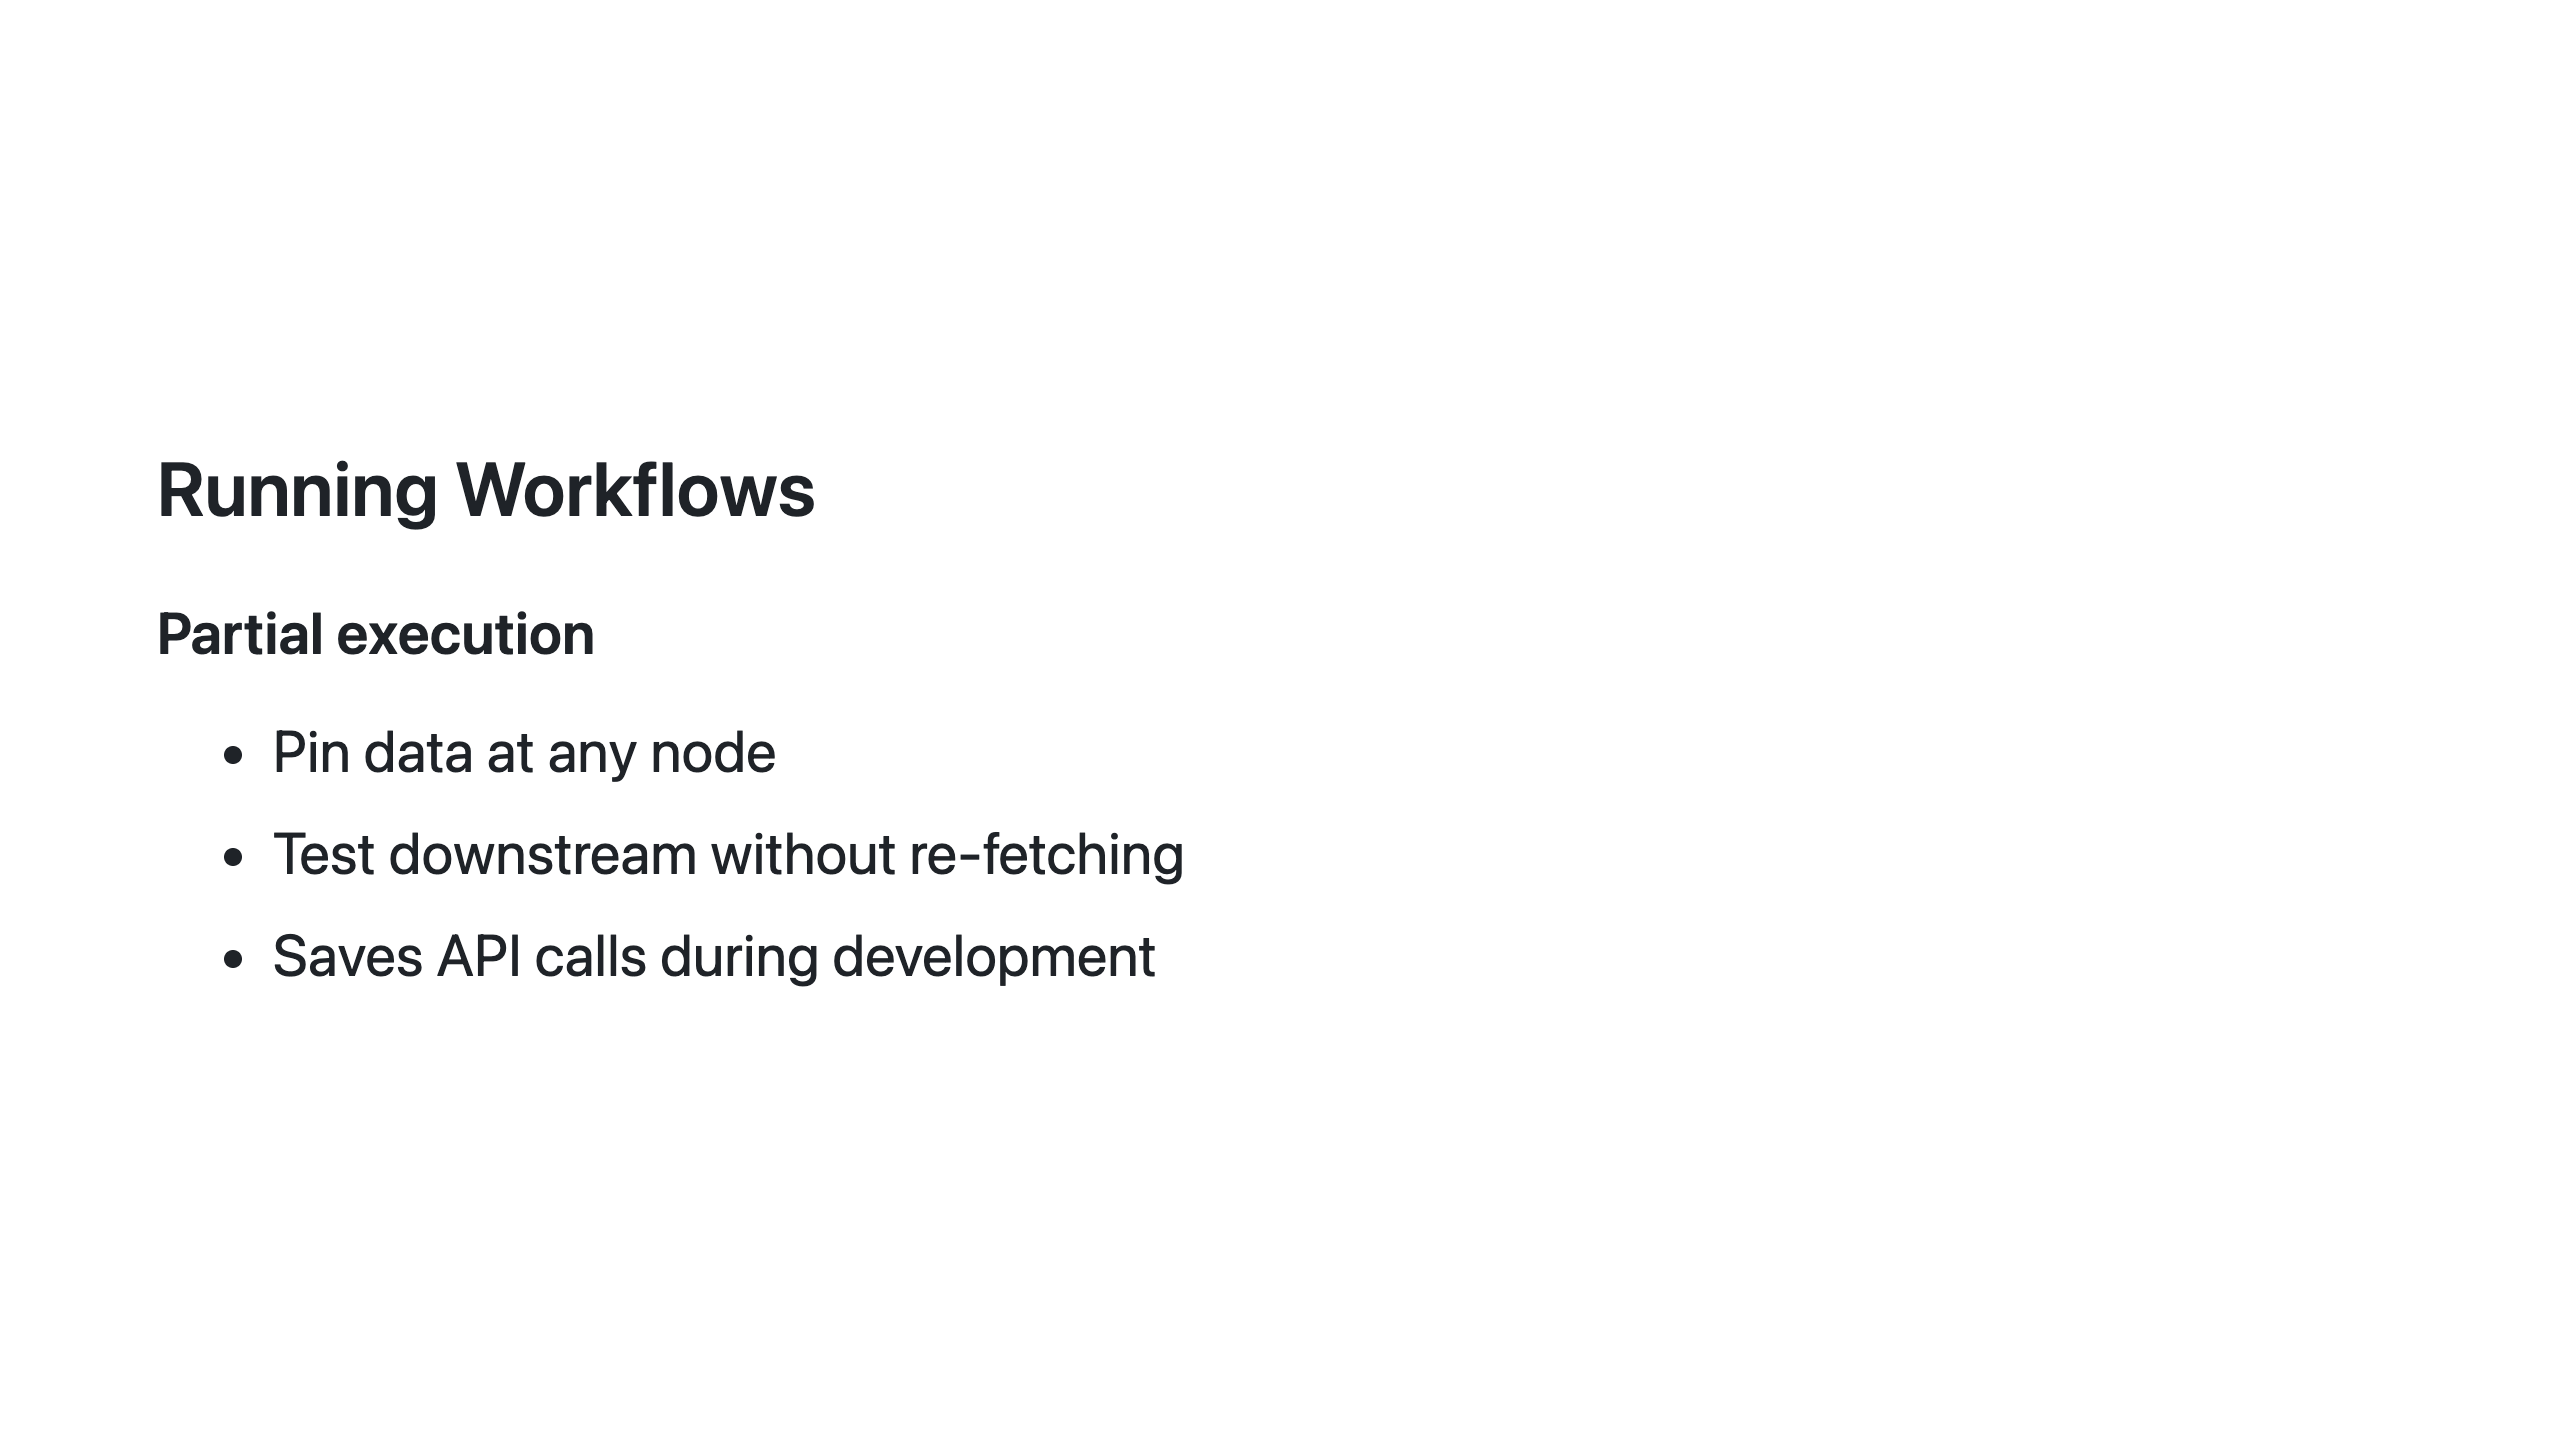 Running Workflows
Partial execution
• Pin data at any node
• Test downstream without re-fetching
• Saves API calls during development